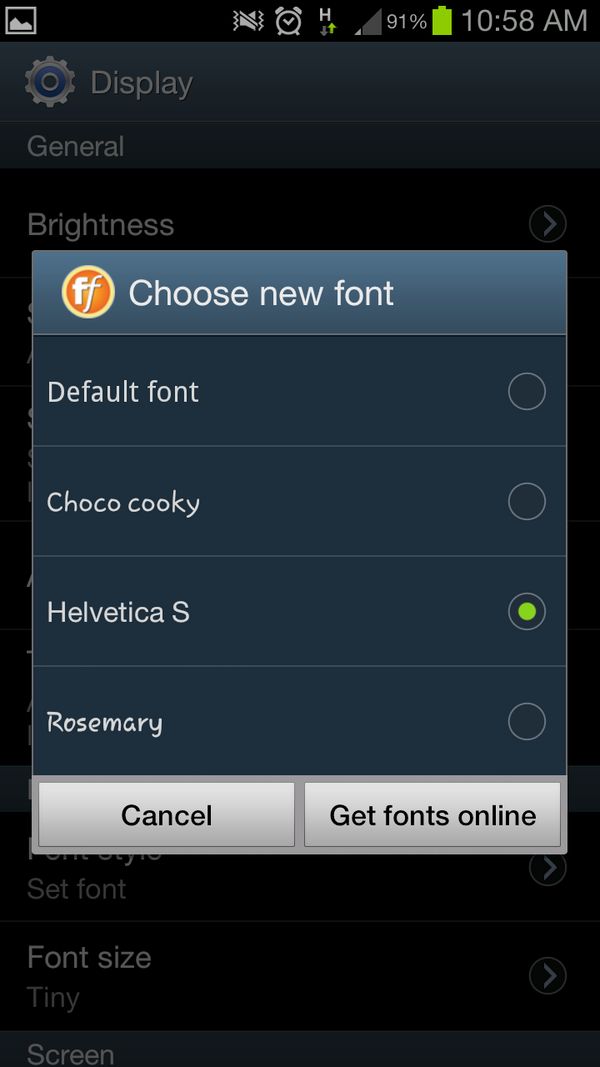 H 91% 10:58 AM
Display
General
Brightness
ff Choose new font
Default font
Choco cooky
Helvetica S
Rosemary
Cancel Get fonts online
Font style
Set font
Font size
Tiny
Screen